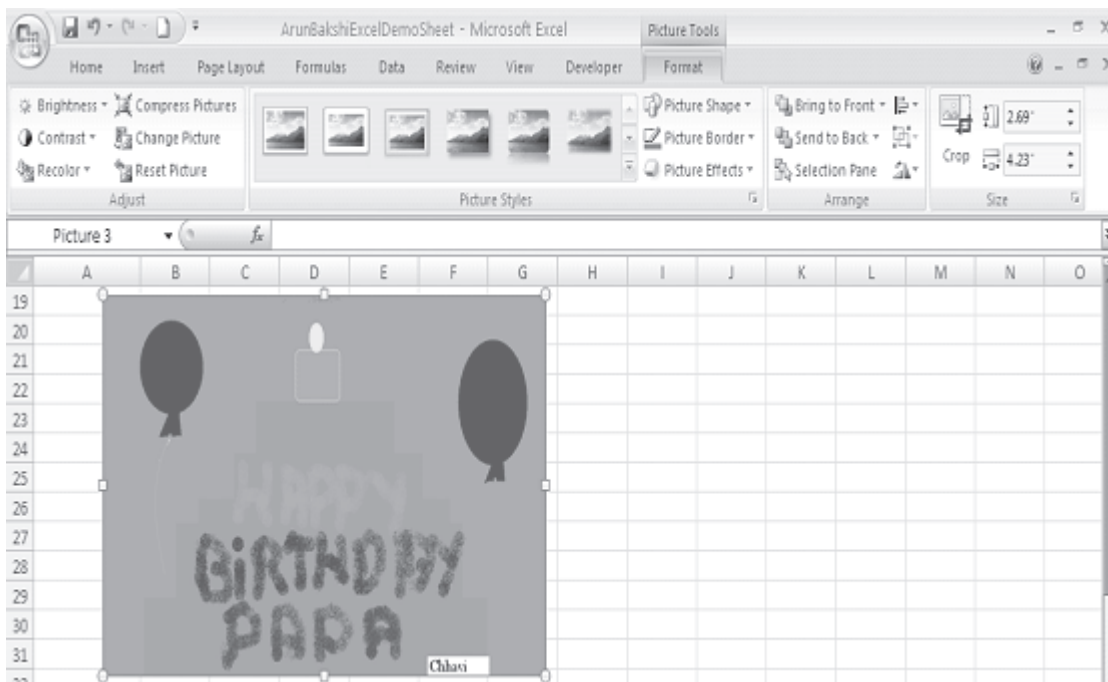 ArunBakshiExcelDemoSheet - Microsoft Excel Picture Tools
Home Insert Page Layout Formulas Data Review View Developer Format
Brightness Compress Pictures Picture Shape Bring to Front 2.69"
Contrast Change Picture Picture Border Send to Back
Recolor Reset Picture Picture Effects Selection Pane Crop 4.23"
Adjust Picture Styles Arrange Size
Picture 3 fx
A B C D E F G H I J K L M N O
19
20
21
22
23
24
25
26
27
28
29
30
31
HAPPY
BiRTHDAY
PAPA
Chhavi